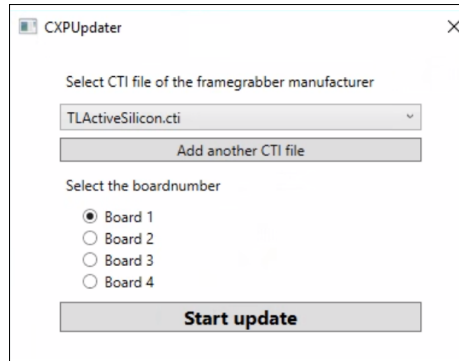 CXPUpdater
Select CTI file of the framegrabber manufacturer
TLActiveSilicon.cti
Add another CTI file
Select the boardnumber
Board 1
Board 2
Board 3
Board 4
Start update